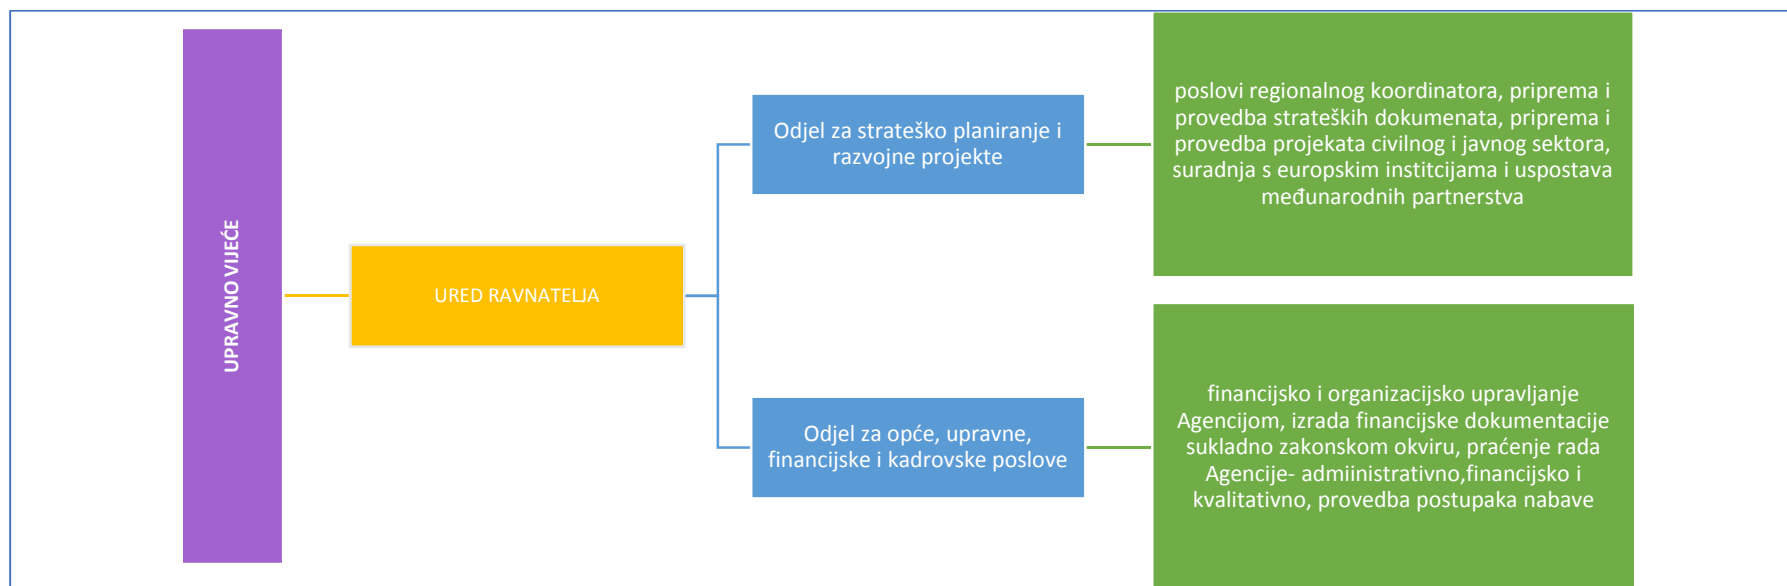 UPRAVNO VIJEĆE
URED RAVNATELJA
Odjel za strateško planiranje i
razvojne projekte
poslovi regionalnog koordinatora, priprema i
provedba strateških dokumenata, priprema i
provedba projekata civilnog i javnog sektora,
suradnja s europskim institcijama i uspostava
međunarodnih partnerstva
Odjel za opće, upravne,
financijske i kadrovske poslove
financijsko i organizacijsko upravljanje
Agencijom, izrada financijske dokumentacije
sukladno zakonskom okviru, praćenje rada
Agencije- admiinistrativno,financijsko i
kvalitativno, provedba postupaka nabave